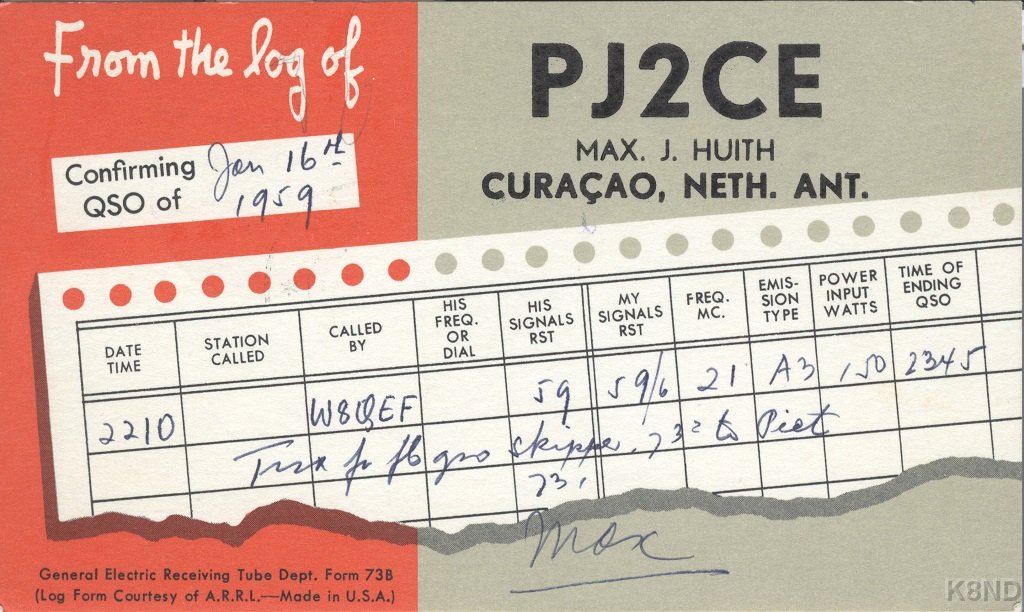 From the log of
PJ2CE
MAX. J. HUITH
CURAÇAO, NETH. ANT.
Confirming QSO of Jan 16th 1959
DATE TIME STATION CALLED CALLED BY HIS FREQ. OR DIAL HIS SIGNALS RST MY SIGNALS RST FREQ. MC. EMIS- SION TYPE POWER INPUT WATTS TIME OF ENDING QSO
2210 W8QEF 59 59/6 21 A3 150 2345
Tnx fr fb qso skipper. 73s to Piet
73,
Max
General Electric Receiving Tube Dept. Form 73B
(Log Form Courtesy of A.R.R.L.—Made in U.S.A.)
K8ND